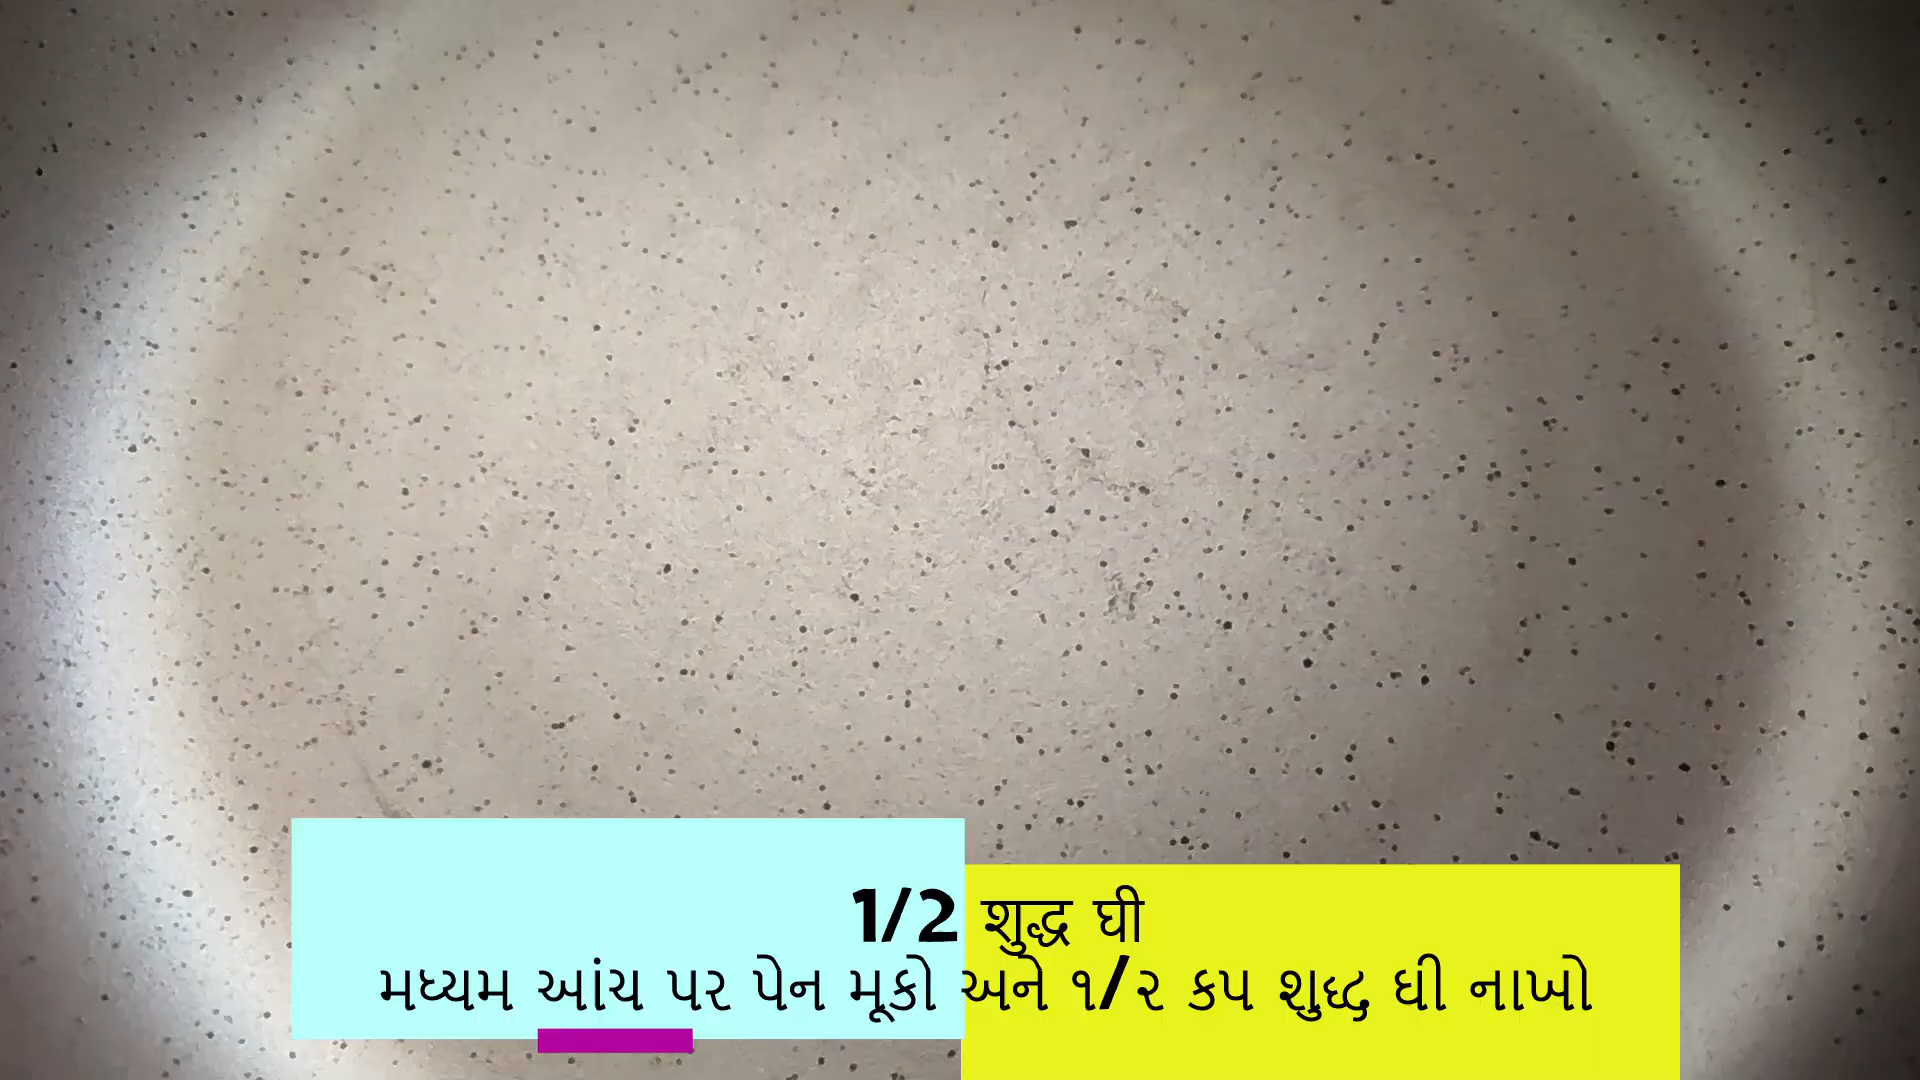 1/2 शुद्ध घी
મધ્યમ આંચ પર પેન મૂકો અને ૧/૨ કપ શુદ્ધ ઘી નાખો